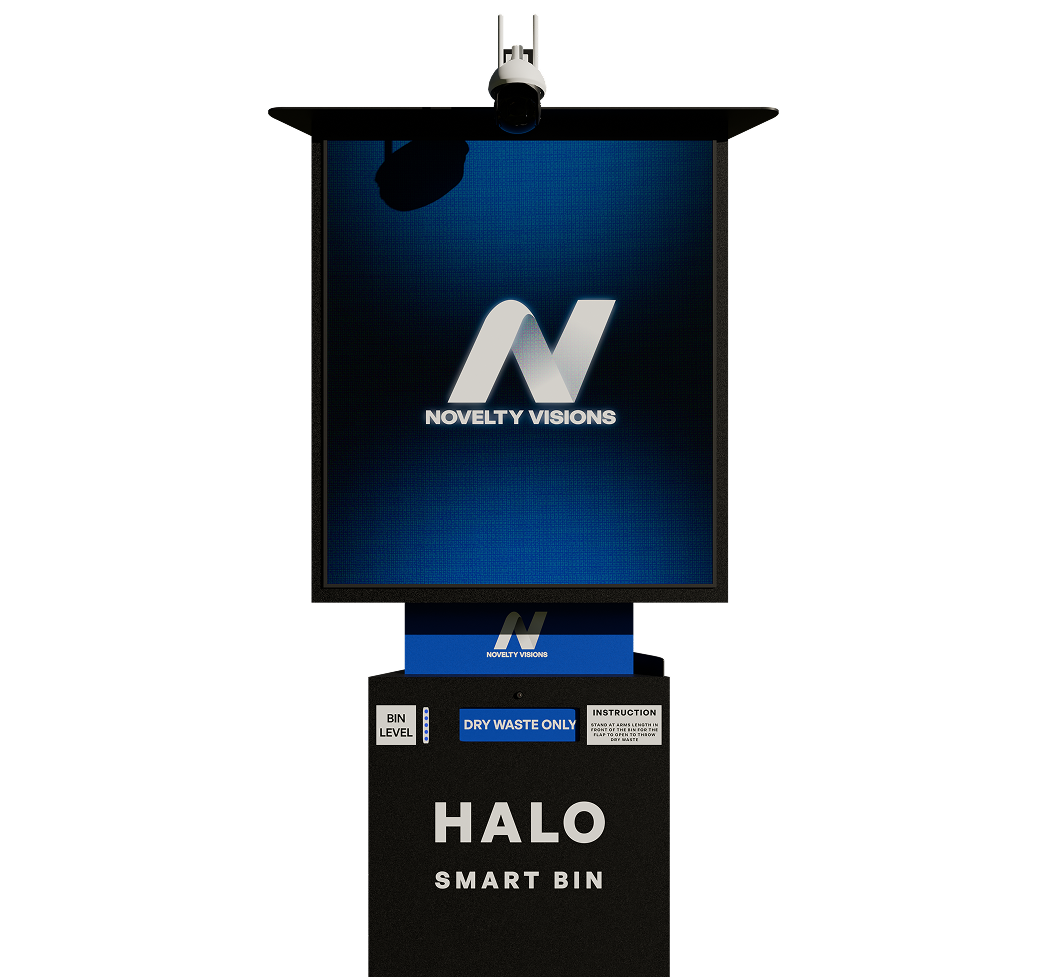 NOVELTY VISIONS
NOVELTY VISIONS
BIN
LEVEL
DRY WASTE ONLY
INSTRUCTION
STAND AT ARMS LENGTH IN
FRONT OF THE BIN FOR THE
FLAP TO OPEN TO THROW
DRY WASTE
HALO
SMART BIN